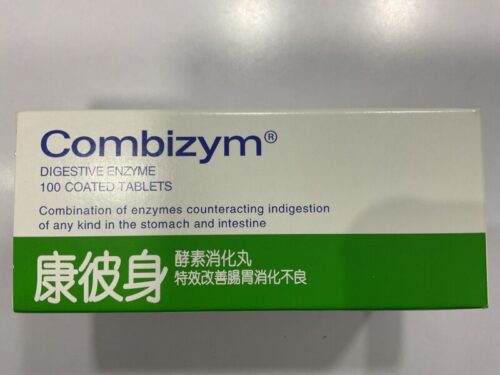 Combizym®
DIGESTIVE ENZYME
100 COATED TABLETS
Combination of enzymes counteracting indigestion
of any kind in the stomach and intestine
康彼身
酵素消化丸
特效改善腸胃消化不良